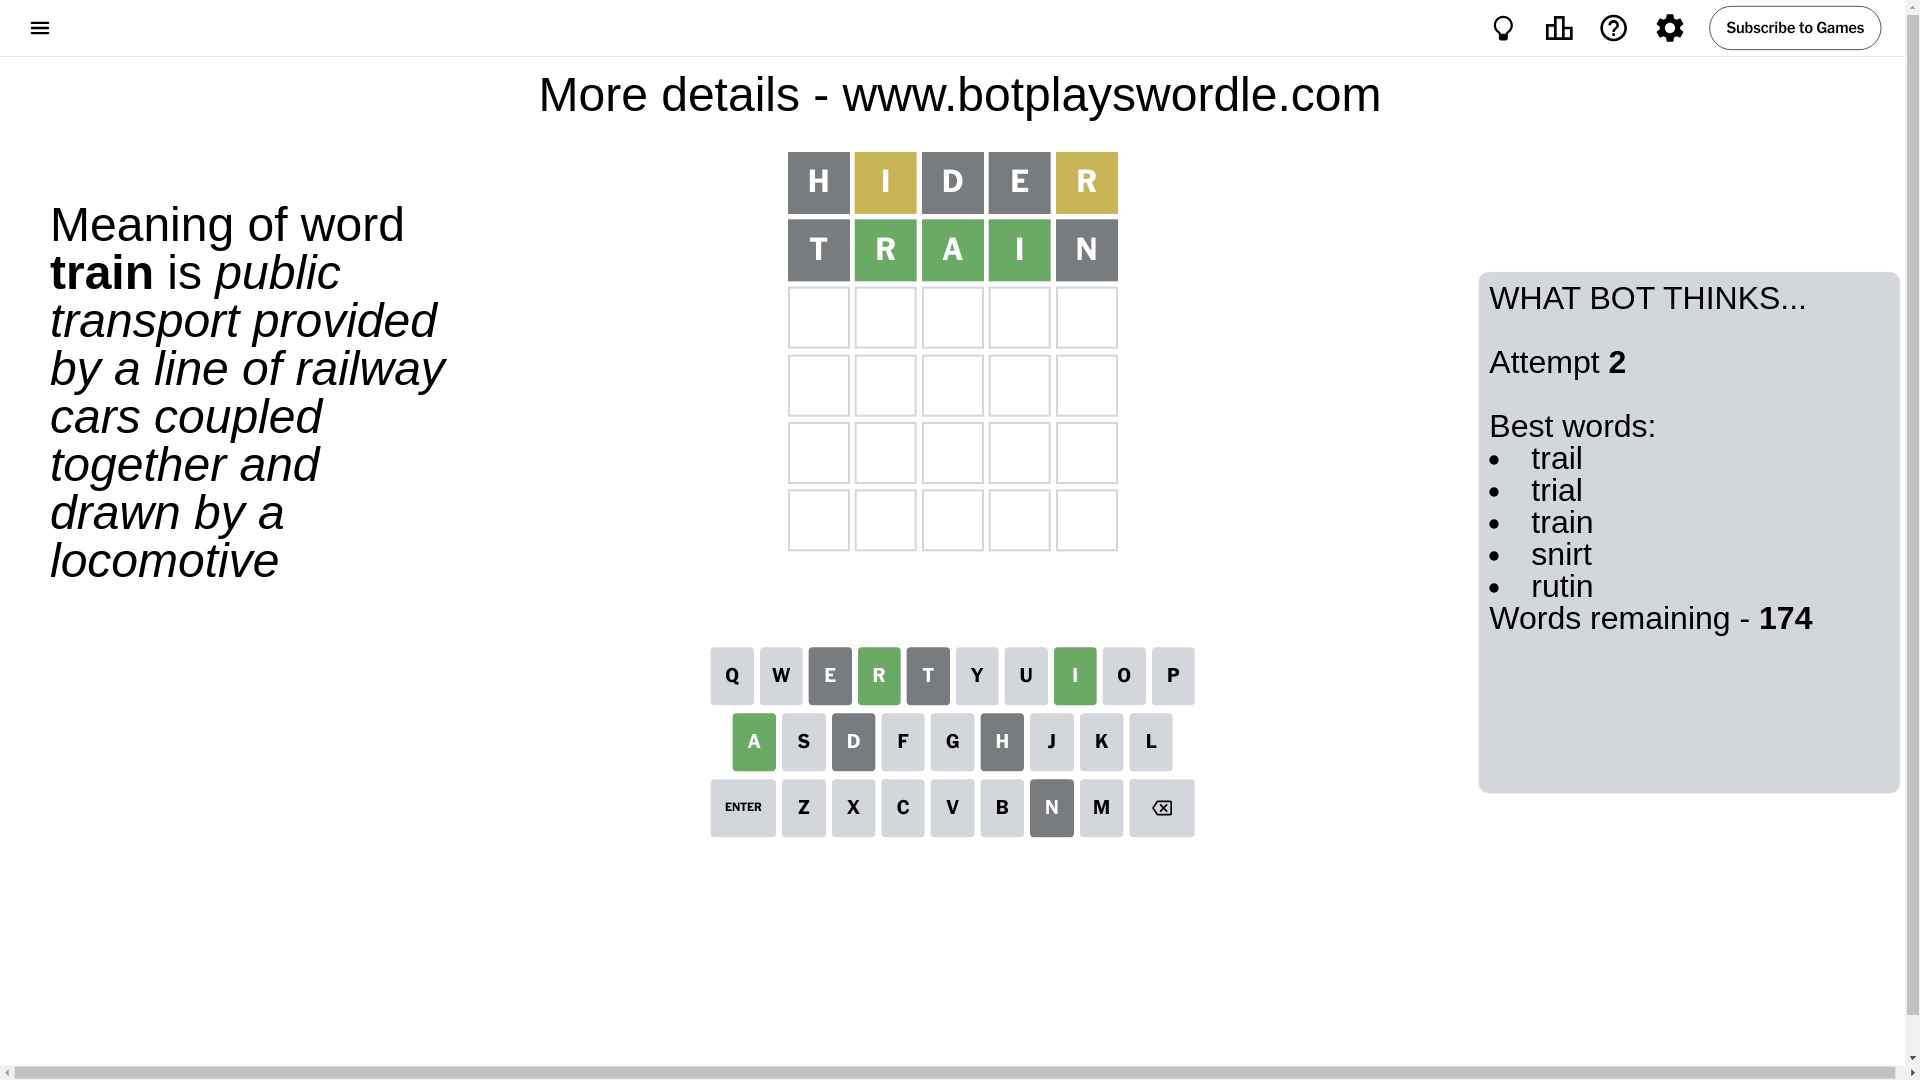 Subscribe to Games
More details - www.botplayswordle.com
H I D E R
T R A I N
Meaning of word
train is public
transport provided
by a line of railway
cars coupled
together and
drawn by a
locomotive
WHAT BOT THINKS...
Attempt 2
Best words:
• trail
• trial
• train
• snirt
• rutin
Words remaining - 174
Q W E R T Y U I O P
A S D F G H J K L
ENTER Z X C V B N M